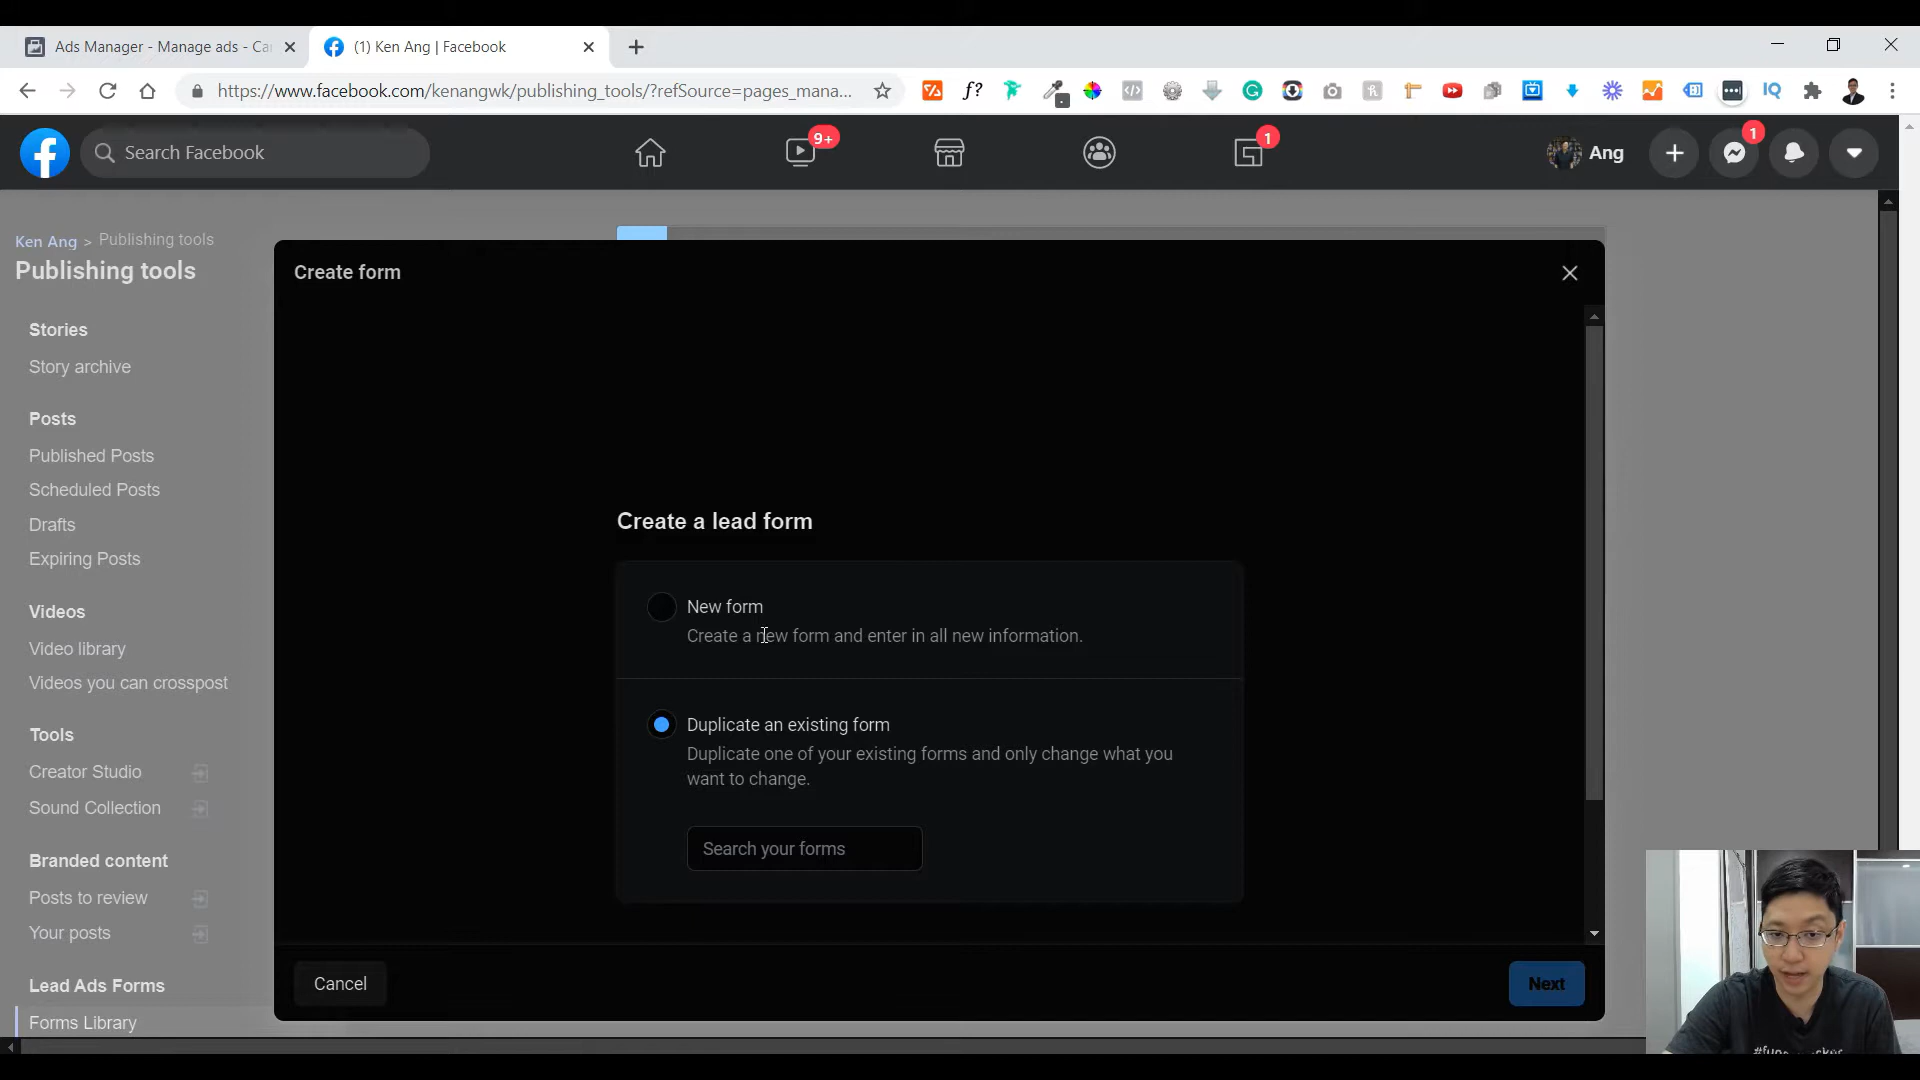 Ads Manager - Manage ads - Ca
(1) Ken Ang | Facebook
https://www.facebook.com/kenangwk/publishing_tools/?refSource=pages_mana...
f?
IQ
Search Facebook
9+
1
Ang
1
Ken Ang > Publishing tools
Publishing tools
Stories
Story archive
Posts
Published Posts
Scheduled Posts
Drafts
Expiring Posts
Videos
Video library
Videos you can crosspost
Tools
Creator Studio
Sound Collection
Branded content
Posts to review
Your posts
Lead Ads Forms
Forms Library
Create form
Create a lead form
New form
Create a new form and enter in all new information.
Duplicate an existing form
Duplicate one of your existing forms and only change what you
want to change.
Search your forms
Cancel
Next